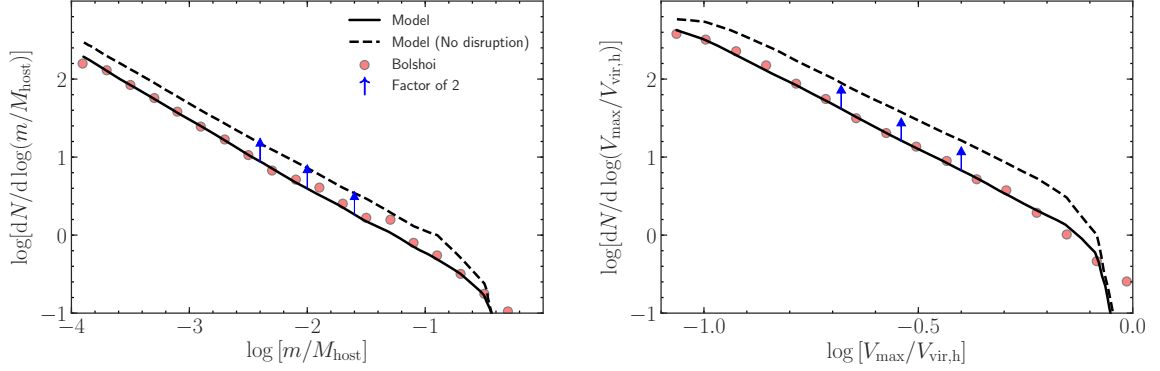 log[dN/d log(m/M_host)]
2
1
0
−1
−4
−3
−2
−1
log [m/M_host]
Model
Model (No disruption)
Bolshoi
Factor of 2
log[dN/d log(V_max/V_vir,h)]
2
1
0
−1
−1.0
−0.5
0.0
log [V_max/V_vir,h]